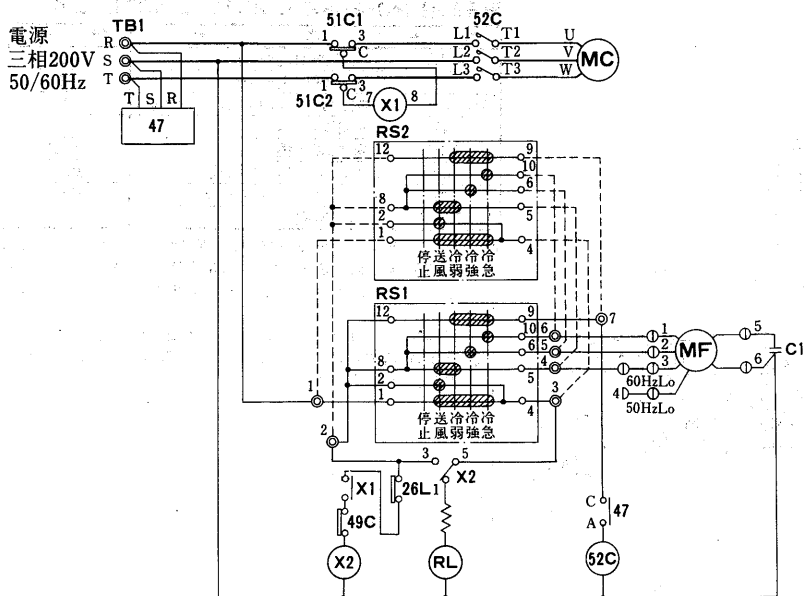 電源
三相200V
50/60Hz
TB1
R
S
T
T S R
47
51C1
1 3
C
51C2
1 3
C
7 X1 8
52C
L1 T1 U
L2 T2 V
L3 T3 W
MC
RS2
12 9
10
6
8 5
2
1 4
停送冷冷冷
止風弱強急
RS1
12 9
10 6
6 5
8 5 4
2
1 4 3
停送冷冷冷
止風弱強急
1
2
7
1
2
3
4
60HzLo
50HzLo
MF
5
6
C1
3 5
1 X2
X1
26L
49C
X2
RL
C 47
A
52C